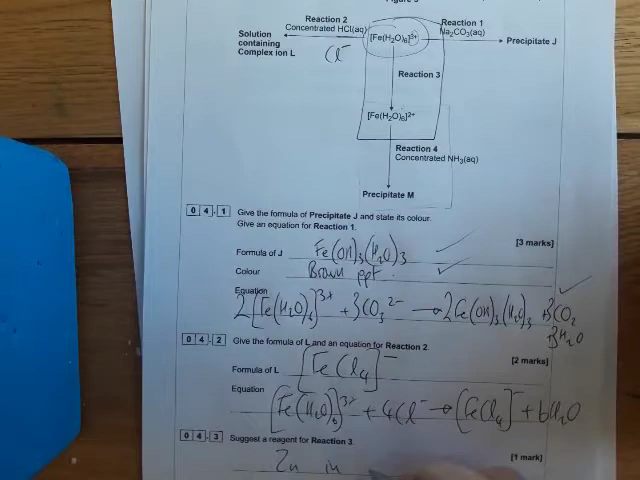 Reaction 2
Concentrated HCl(aq)
Reaction 1
Na₂CO₃(aq)
Solution
containing
Complex ion L
[Fe(H₂O)₆]³⁺
Precipitate J
Cl⁻
Reaction 3
[Fe(H₂O)₆]²⁺
Reaction 4
Concentrated NH₃(aq)
Precipitate M
0 4 . 1 Give the formula of Precipitate J and state its colour.
Give an equation for Reaction 1.
[3 marks]
Formula of J Fe(OH)₃(H₂O)₃
Colour Brown ppt.
Equation
2[Fe(H₂O)₆]³⁺ + 3CO₃²⁻ → 2Fe(OH)₃(H₂O)₃ 3CO₂
3H₂O
0 4 . 2 Give the formula of L and an equation for Reaction 2.
[2 marks]
Formula of L [FeCl₄]⁻
Equation
[Fe(H₂O)₆]³⁺ + 4Cl⁻ → [FeCl₄]⁻ + 6H₂O
0 4 . 3 Suggest a reagent for Reaction 3
[1 mark]
Zn in